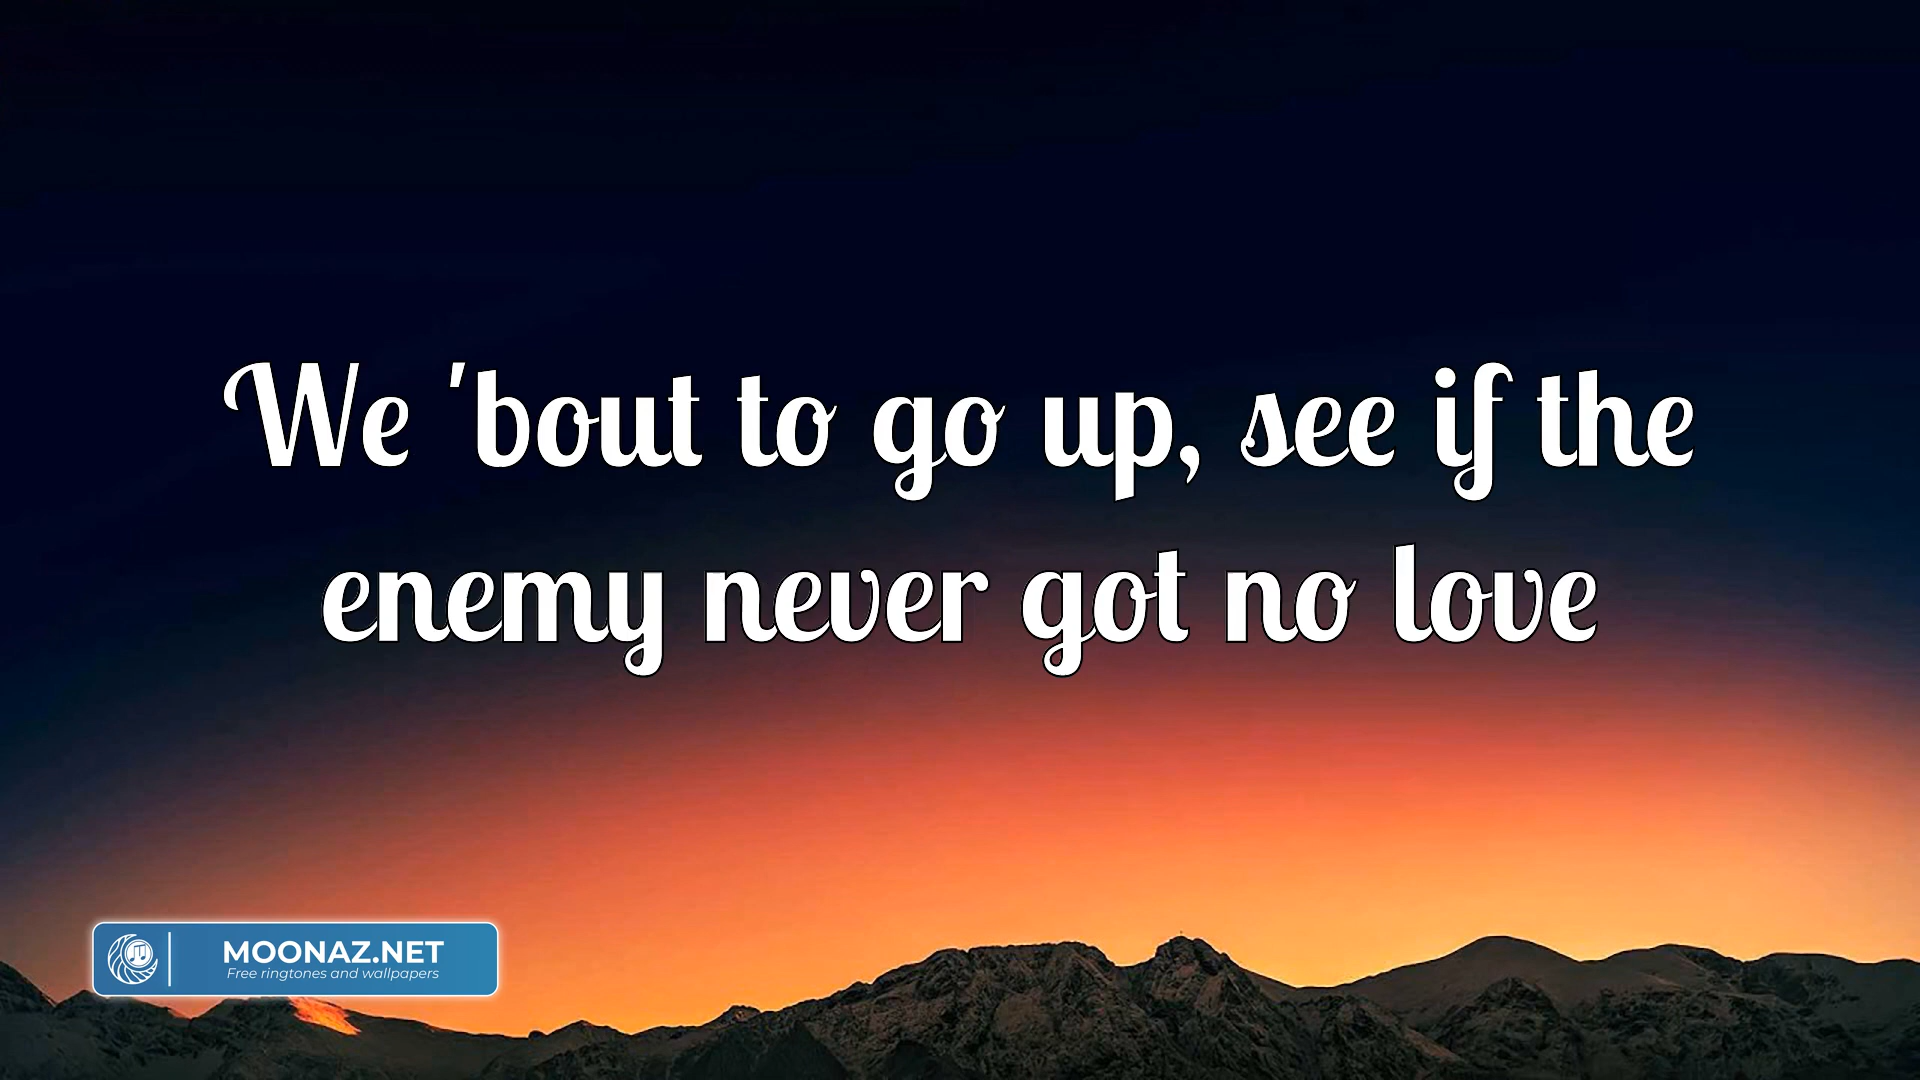 We 'bout to go up, see if the
enemy never got no love
MOONAZ.NET
Free ringtones and wallpapers